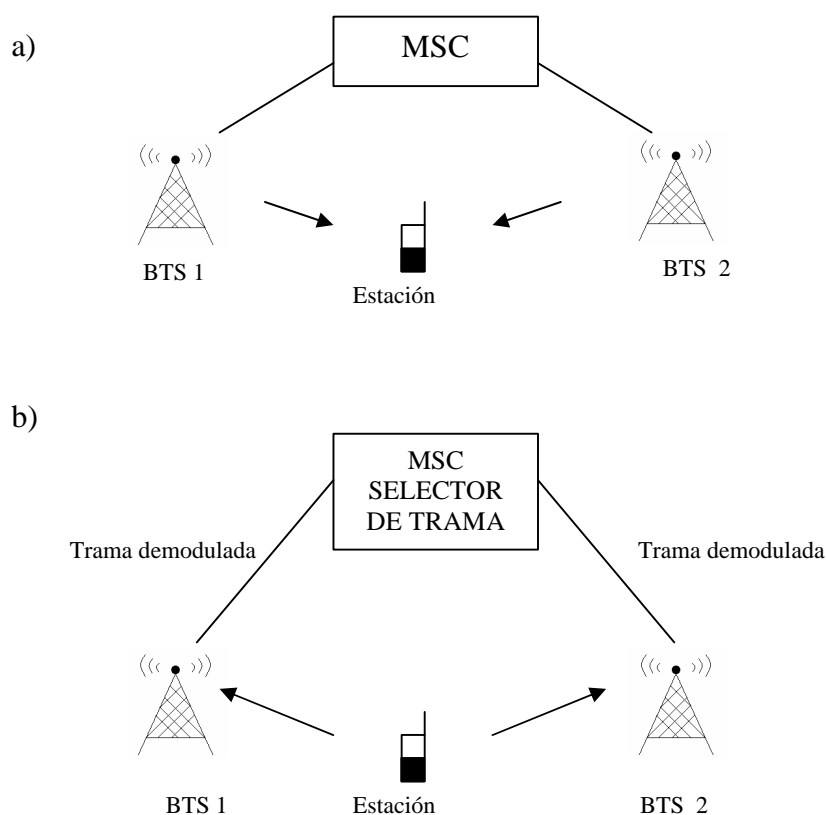 a)
MSC
BTS 1
BTS 2
Estación
b)
MSC
SELECTOR
DE TRAMA
Trama demodulada
Trama demodulada
BTS 1
Estación
BTS 2